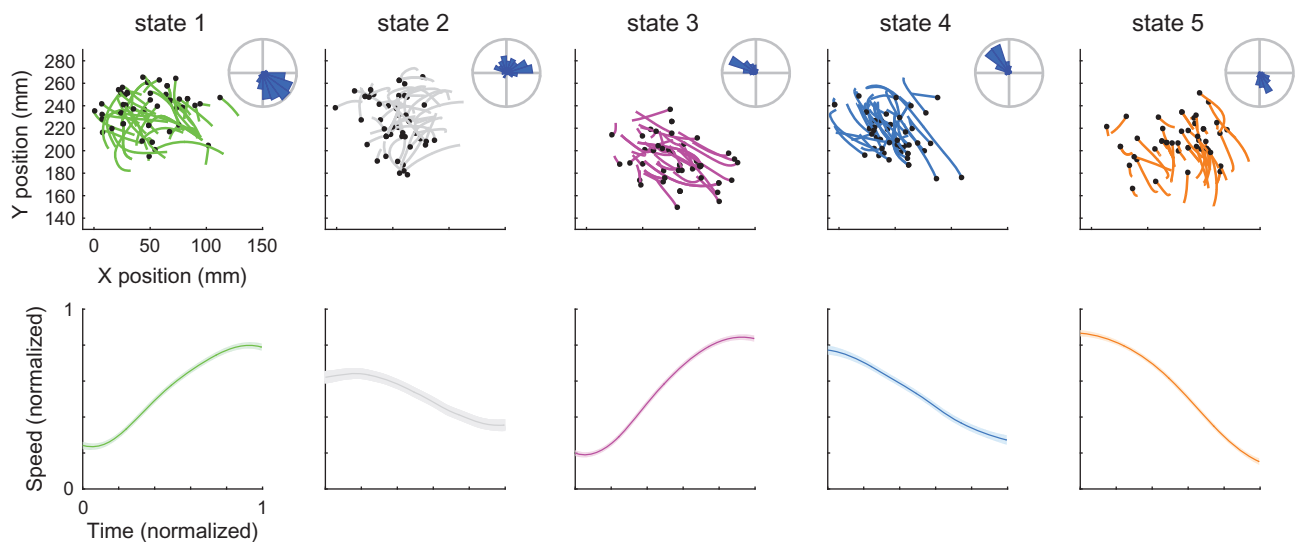 state 1
state 2
state 3
state 4
state 5
Y position (mm)
280
260
240
220
200
180
160
140
0
50
100
150
X position (mm)
Speed (normalized)
1
0
0
1
Time (normalized)